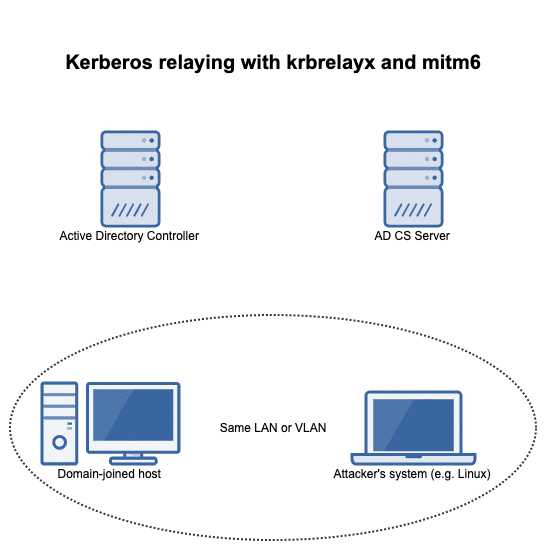 Kerberos relaying with krbrelayx and mitm6
Active Directory Controller
AD CS Server
Same LAN or VLAN
Domain-joined host
Attacker's system (e.g. Linux)